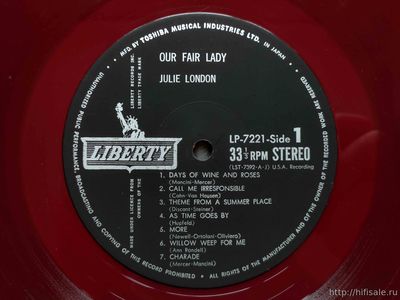 MFD. BY TOSHIBA MUSICAL INDUSTRIES LTD. IN JAPAN
ALL RIGHTS OF THE MANUFACTURER AND OF THE OWNER OF THE RECORDED WORK ARE RESERVED
UNAUTHORISED PUBLIC PERFORMANCE, BROADCASTING AND COPYING OF THIS RECORD PROHIBITED
OUR FAIR LADY
JULIE LONDON
LIBERTY RECORDS INC.
LIBERTY TRADE MARK
MADE UNDER LICENCE FROM
LIBERTY
LP-7221-Side 1
33 1/3 RPM STEREO
(LST-7392-A-J) U.S.A. Recording
1. DAYS OF WINE AND ROSES
(Mancini-Mercer)
2. CALL ME IRRESPONSIBLE
(Cahn-Van Heusen)
3. THEME FROM A SUMMER PLACE
(Discant-Steiner)
4. AS TIME GOES BY
(Hupfeld)
5. MORE
(Newell-Ortolani-Oliviero)
6. WILLOW WEEP FOR ME
(Ann Ronell)
7. CHARADE
(Mercer-Mancini)
http://hifisale.ru